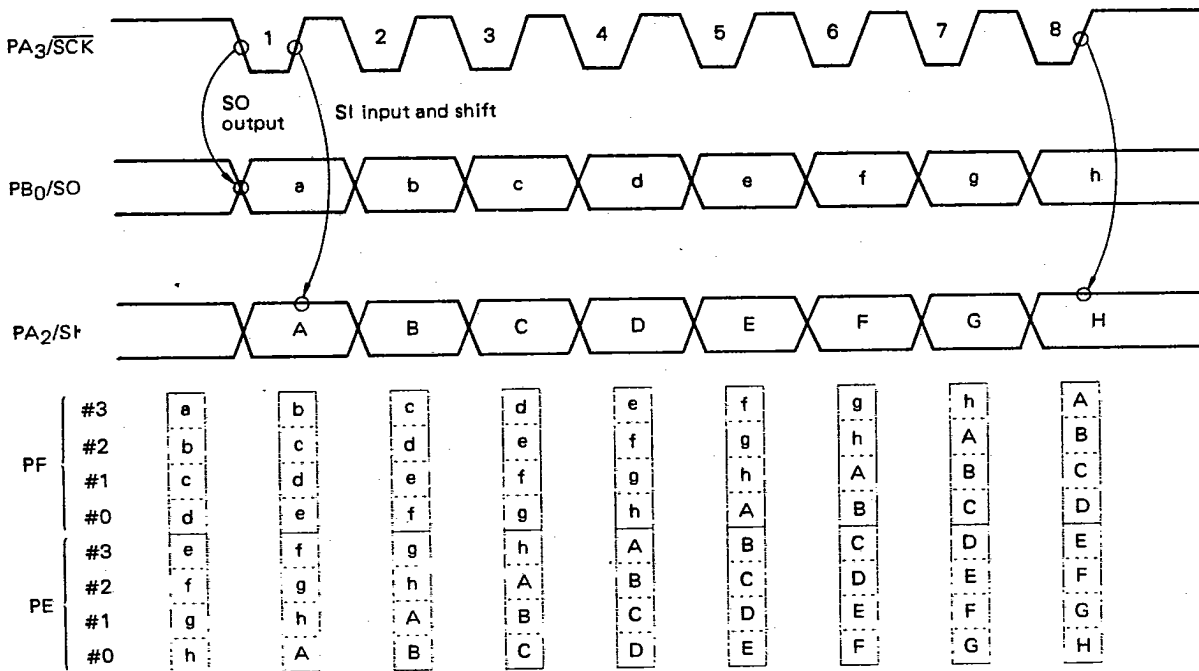 PA3/SCK 1 2 3 4 5 6 7 8
SO output SI input and shift
PB0/SO a b c d e f g h
PA2/SI A B C D E F G H
PF
#3 a b c d e f g h A
#2 b c d e f g h A B
#1 c d e f g h A B C
#0 d e f g h A B C D
PE
#3 e f g h A B C D E
#2 f g h A B C D E F
#1 g h A B C D E F G
#0 h A B C D E F G H